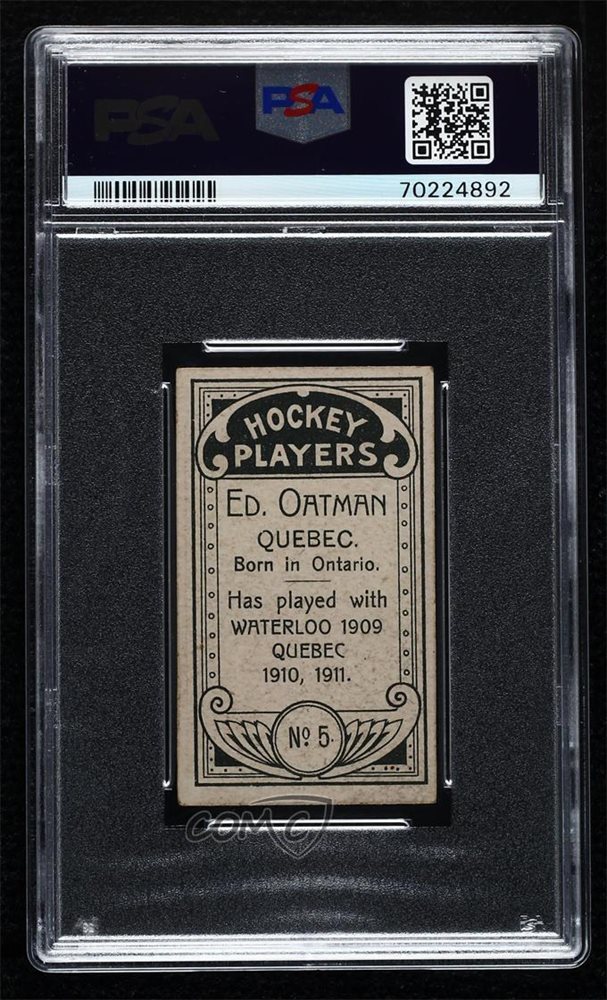 PSA
PSA
70224892
HOCKEY
PLAYERS
ED. OATMAN
QUEBEC.
Born in Ontario.
Has played with
WATERLOO 1909
QUEBEC
1910, 1911.
Nº 5.
COMC
PSA